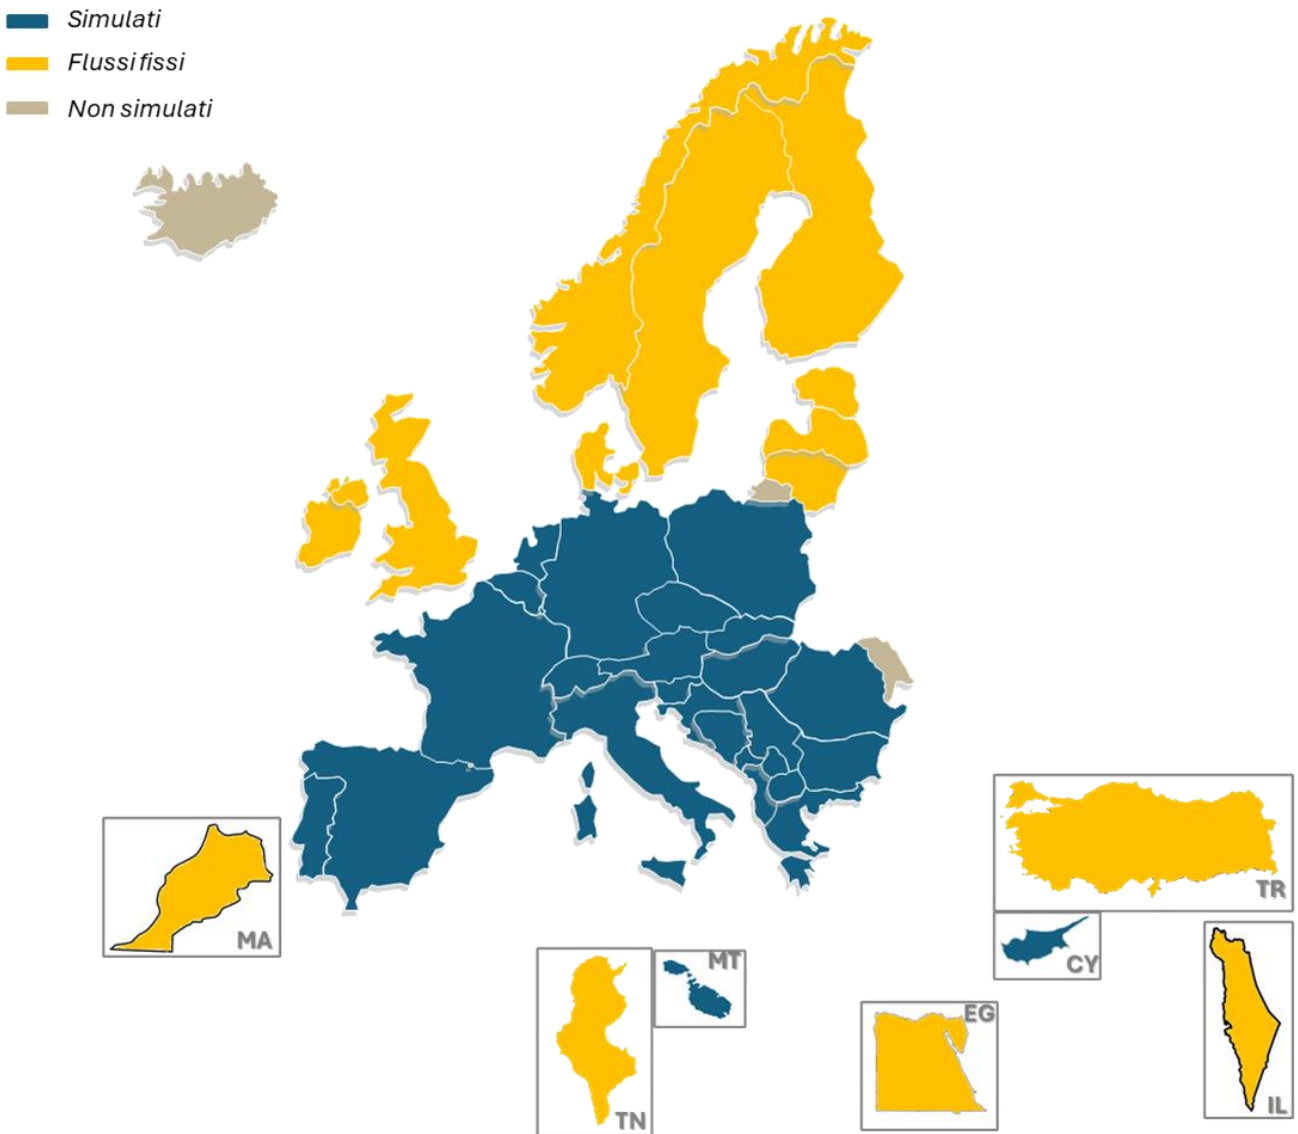 Simulati
Flussi fissi
Non simulati
TR
MA
MT
CY
EG
IL
TN